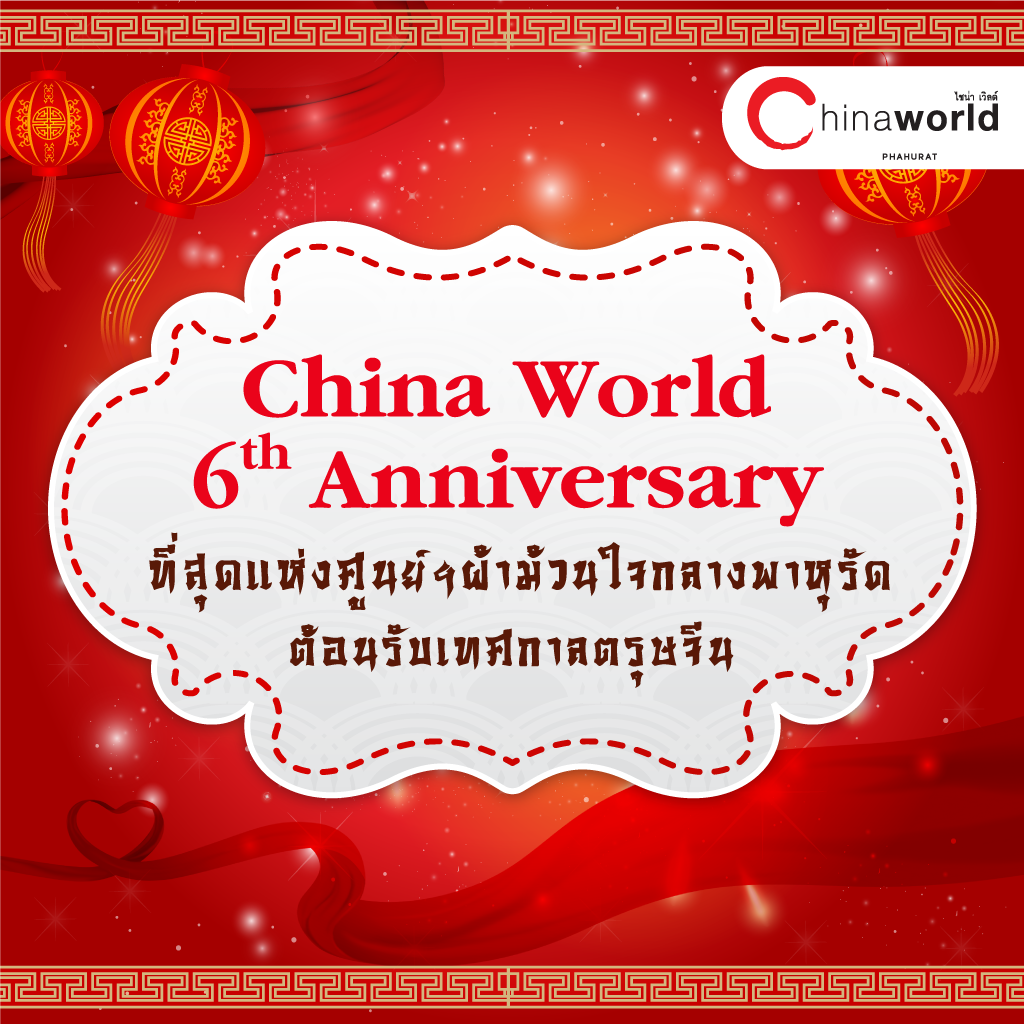 ไชน่า เวิลด์
Chinaworld
PHAHURAT
China World
6th Anniversary
ที่สุดแห่งศูนย์ฯผ้าม้วนใจกลางพาหุรัด
ต้อนรับเทศกาลตรุษจีน